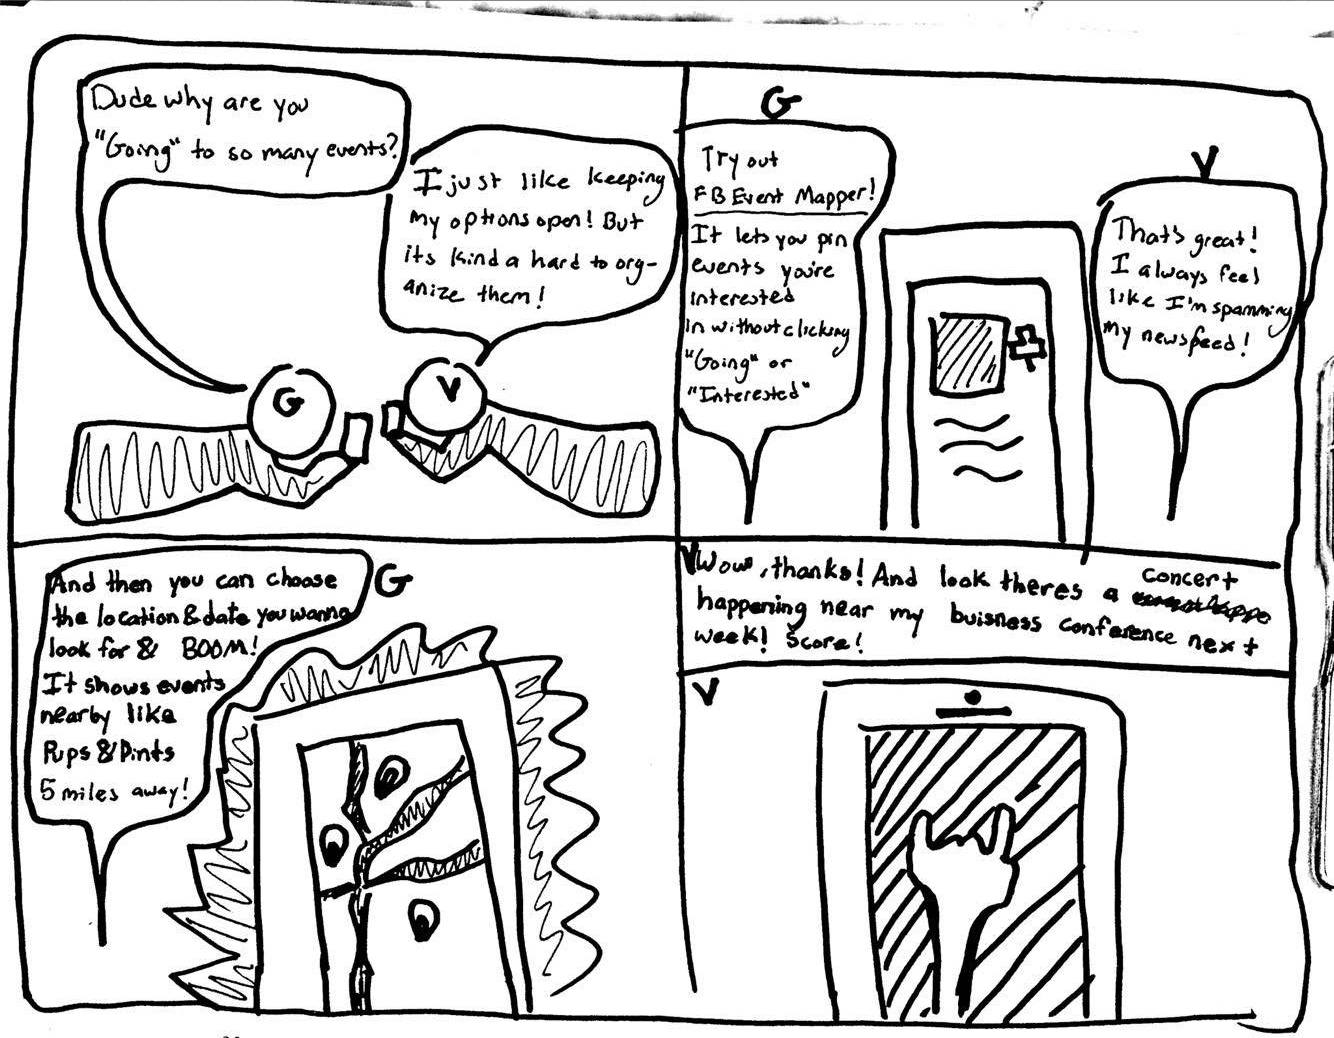 Dude why are you
"Going" to so many events?
I just like keeping
my options open! But
its kinda hard to org-
anize them!
G
V
G
Try out
FB Event Mapper!
It lets you pin
events you're
interested
in without clicking
"Going" or
"Interested"
V
That's great!
I always feel
like I'm spamming
my newsfeed!
G
And then you can choose
the location & date you wanna
look for & BOOM!
It shows events
nearby like
Pups & Pints
5 miles away!
V Wow, thanks! And look theres a concert
happening near my buisness conference next
week! Score!
V